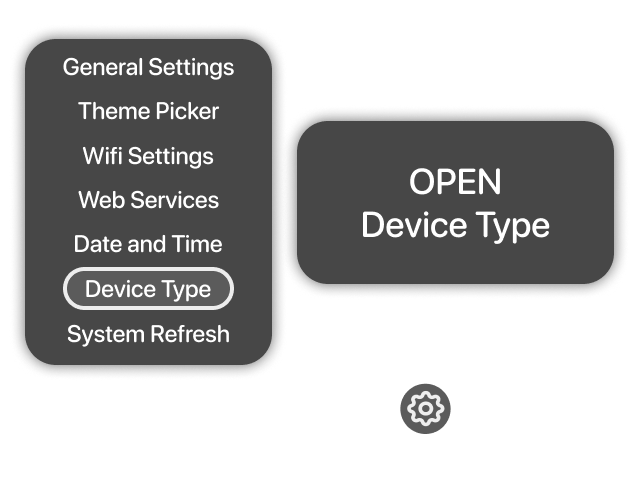 General Settings
Theme Picker
Wifi Settings
Web Services
Date and Time
Device Type
System Refresh
OPEN
Device Type